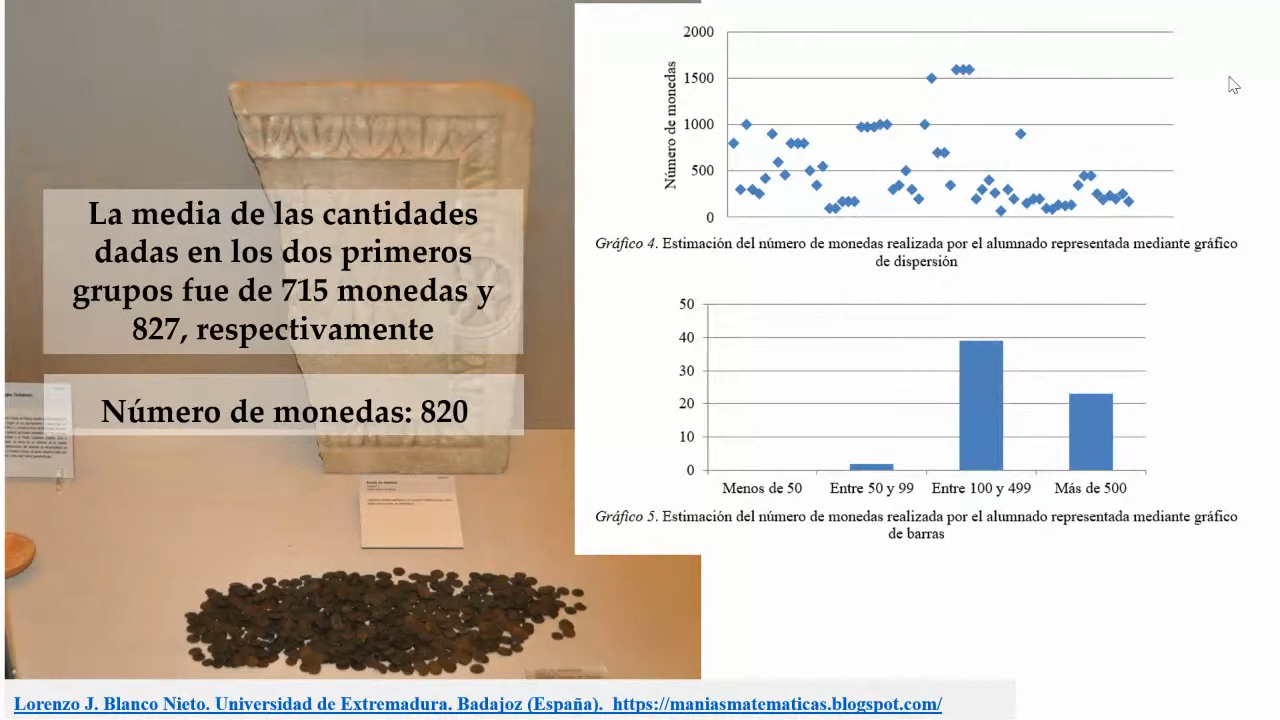 La media de las cantidades
dadas en los dos primeros
grupos fue de 715 monedas y
827, respectivamente
Número de monedas: 820
Número de monedas
2000
1500
1000
500
0
Gráfico 4. Estimación del número de monedas realizada por el alumnado representada mediante gráfico
de dispersión
50
40
30
20
10
0
Menos de 50 Entre 50 y 99 Entre 100 y 499 Más de 500
Gráfico 5. Estimación del número de monedas realizada por el alumnado representada mediante gráfico
de barras
Lorenzo J. Blanco Nieto. Universidad de Extremadura. Badajoz (España). https://maniasmatematicas.blogspot.com/